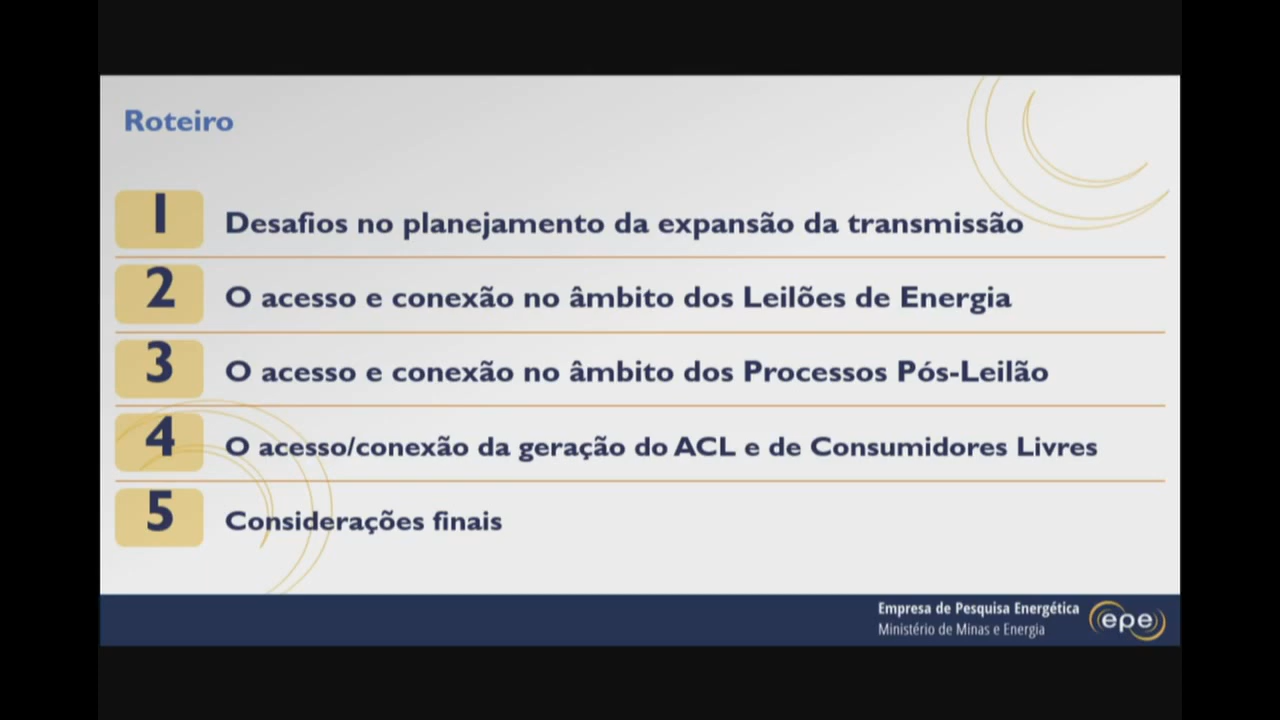 Roteiro
1
Desafios no planejamento da expansão da transmissão
2
O acesso e conexão no âmbito dos Leilões de Energia
3
O acesso e conexão no âmbito dos Processos Pós-Leilão
4
O acesso/conexão da geração do ACL e de Consumidores Livres
5
Considerações finais
Empresa de Pesquisa Energética
Ministério de Minas e Energia
epe